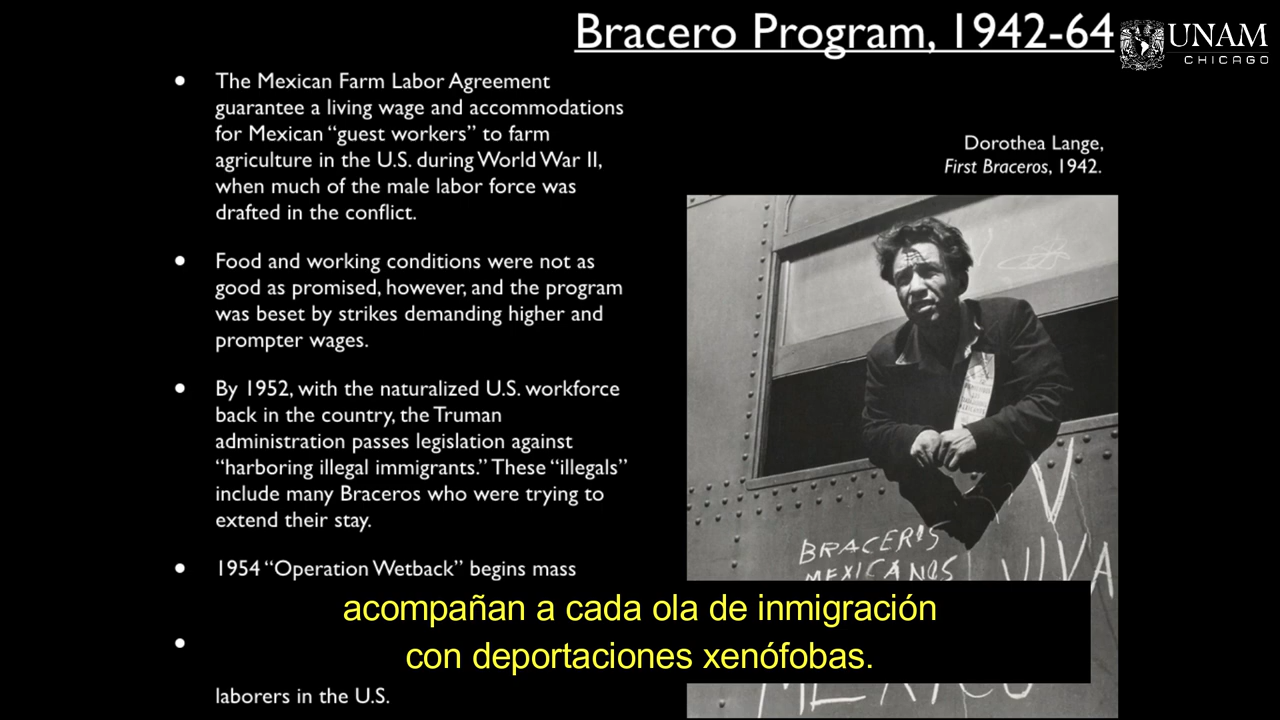 Bracero Program, 1942-64
UNAM
CHICAGO
• The Mexican Farm Labor Agreement
guarantee a living wage and accommodations
for Mexican “guest workers” to farm
agriculture in the U.S. during World War II,
when much of the male labor force was
drafted in the conflict.
• Food and working conditions were not as
good as promised, however, and the program
was beset by strikes demanding higher and
prompter wages.
• By 1952, with the naturalized U.S. workforce
back in the country, the Truman
administration passes legislation against
“harboring illegal immigrants.” These “illegals”
include many Braceros who were trying to
extend their stay.
• 1954 “Operation Wetback” begins mass
•
laborers in the U.S.
Dorothea Lange,
First Braceros, 1942.
BRACEROS
MEXICANOS
VIVA
MEXICO
acompañan a cada ola de inmigración
con deportaciones xenófobas.